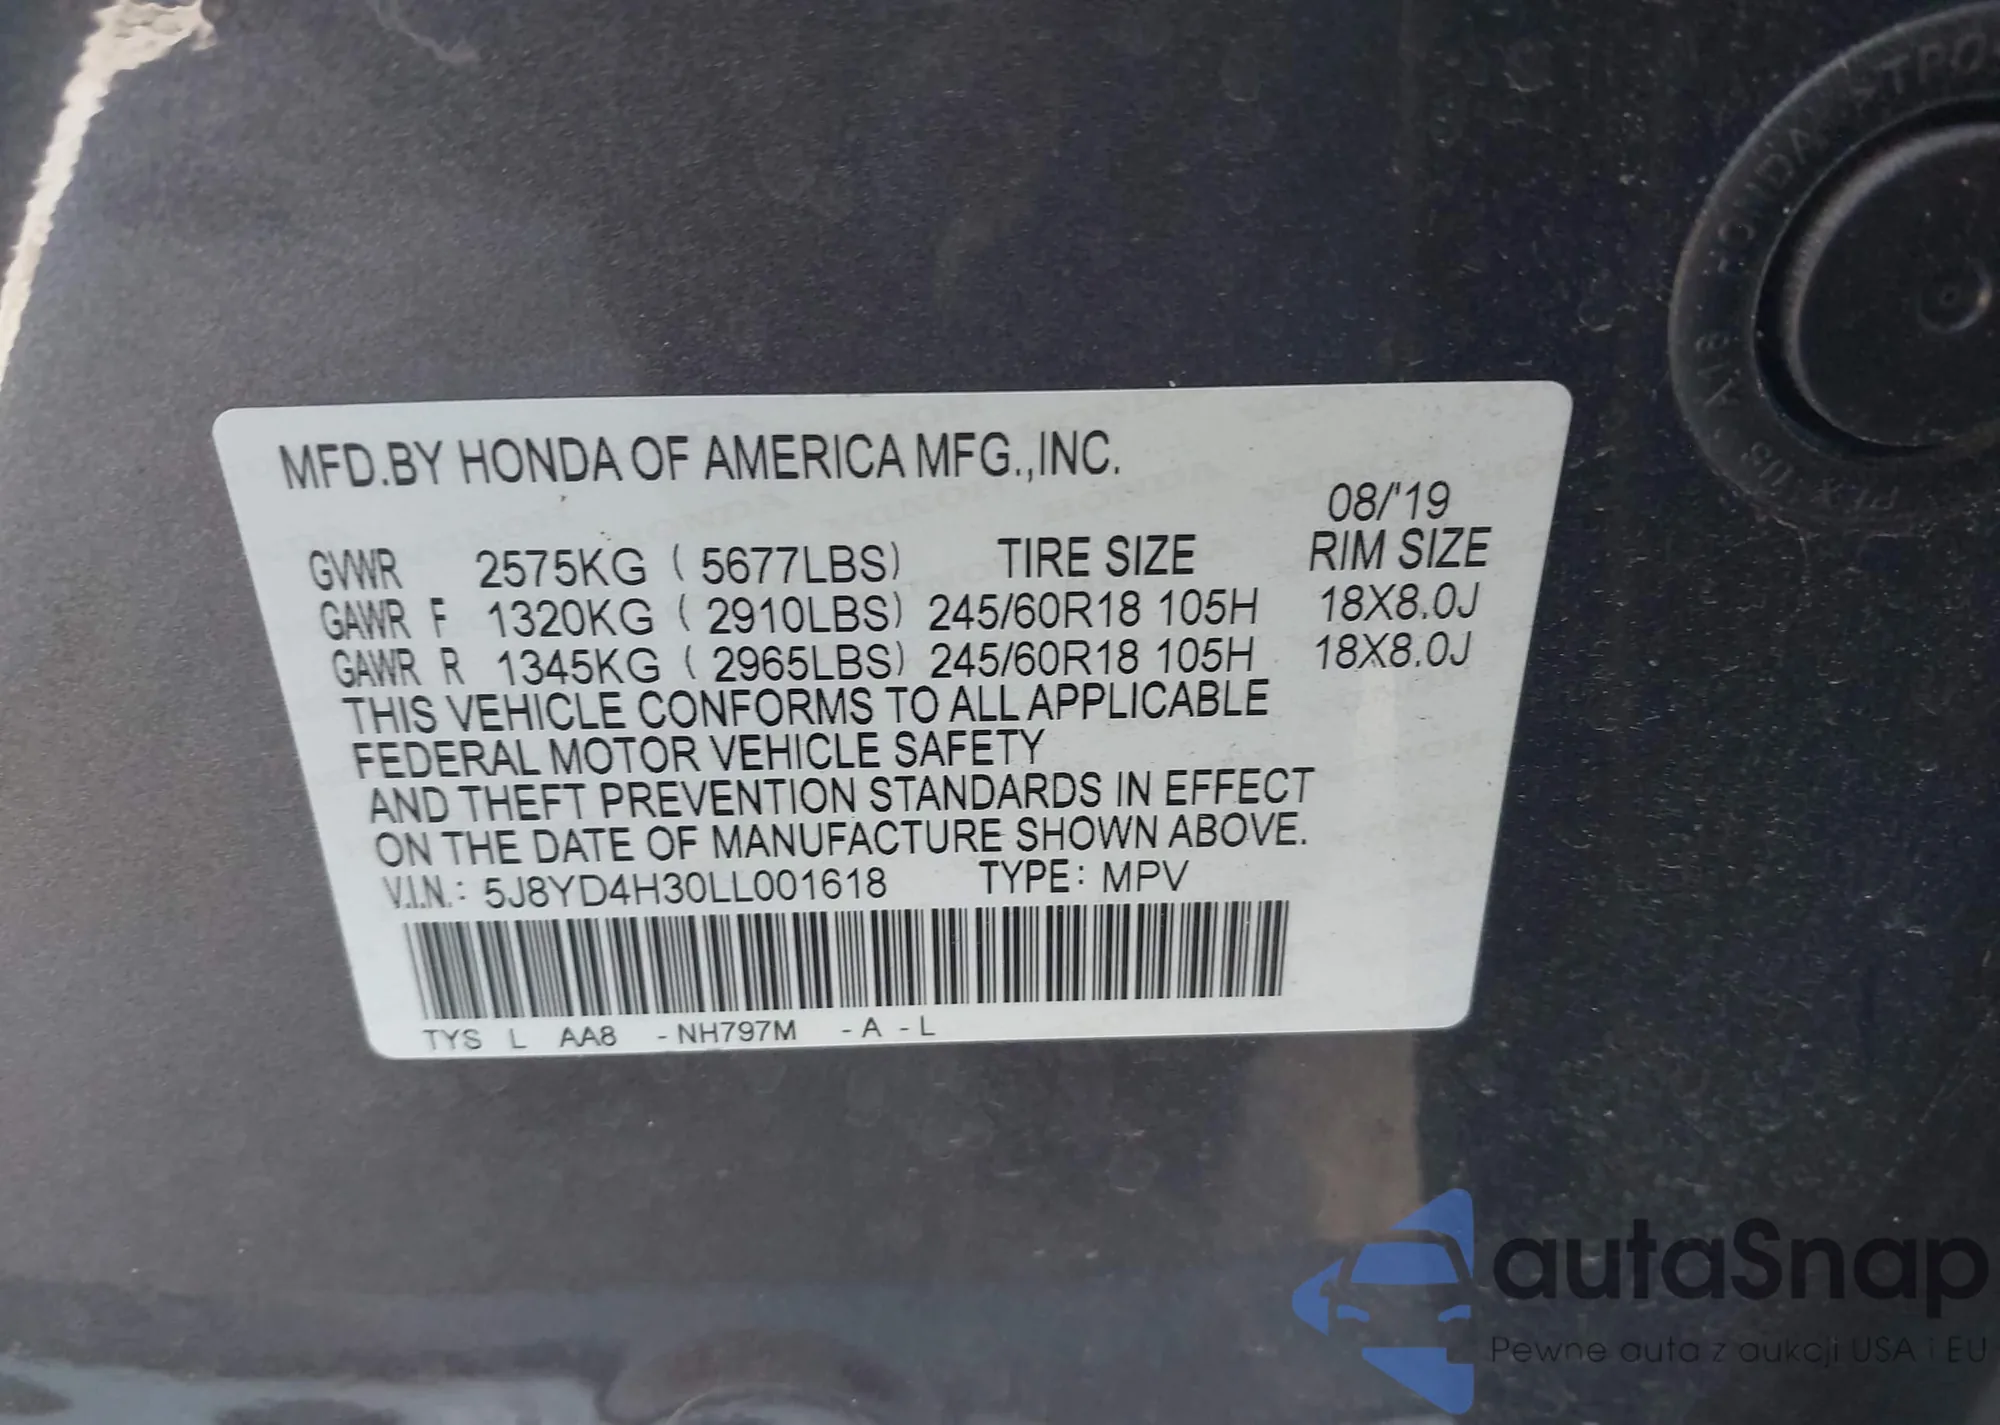 MFD.BY HONDA OF AMERICA MFG.,INC.
08/'19
GVWR 2575KG ( 5677LBS) TIRE SIZE RIM SIZE
GAWR F 1320KG ( 2910LBS) 245/60R18 105H 18X8.0J
GAWR R 1345KG ( 2965LBS) 245/60R18 105H 18X8.0J
THIS VEHICLE CONFORMS TO ALL APPLICABLE
FEDERAL MOTOR VEHICLE SAFETY
AND THEFT PREVENTION STANDARDS IN EFFECT
ON THE DATE OF MANUFACTURE SHOWN ABOVE.
V.I.N.: 5J8YD4H30LL001618 TYPE: MPV
TYS L AA8 -NH797M -A -L
autaSnap
Pewne auta z aukcji USA i EU